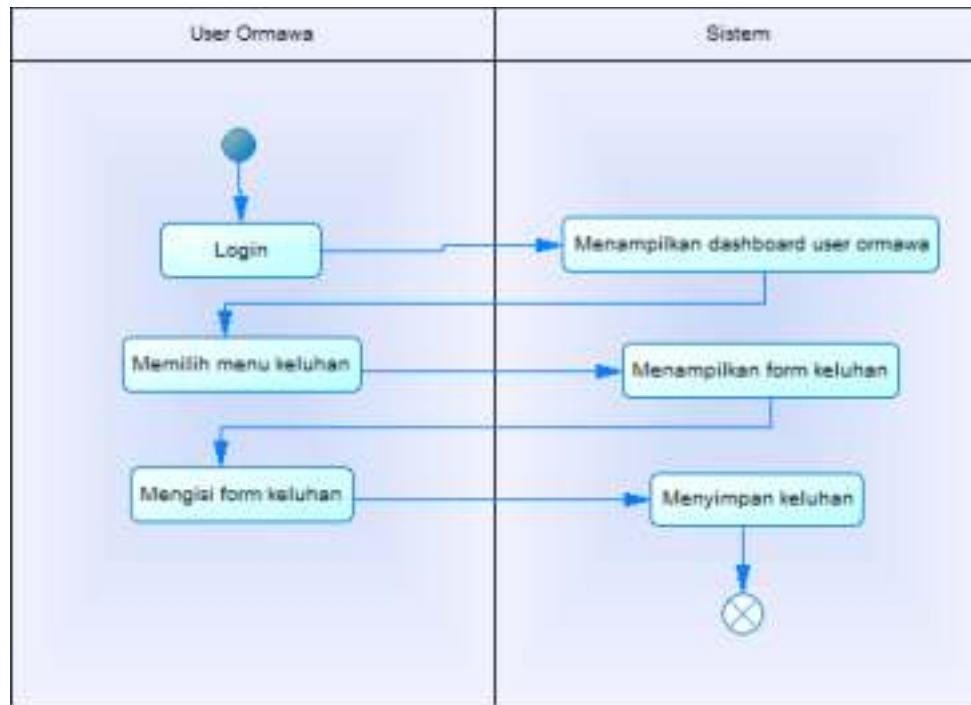 User Ormawa
Sistem
Login
Menampilkan dashboard user ormawa
Memilih menu keluhan
Menampilkan form keluhan
Mengisi form keluhan
Menyimpan keluhan